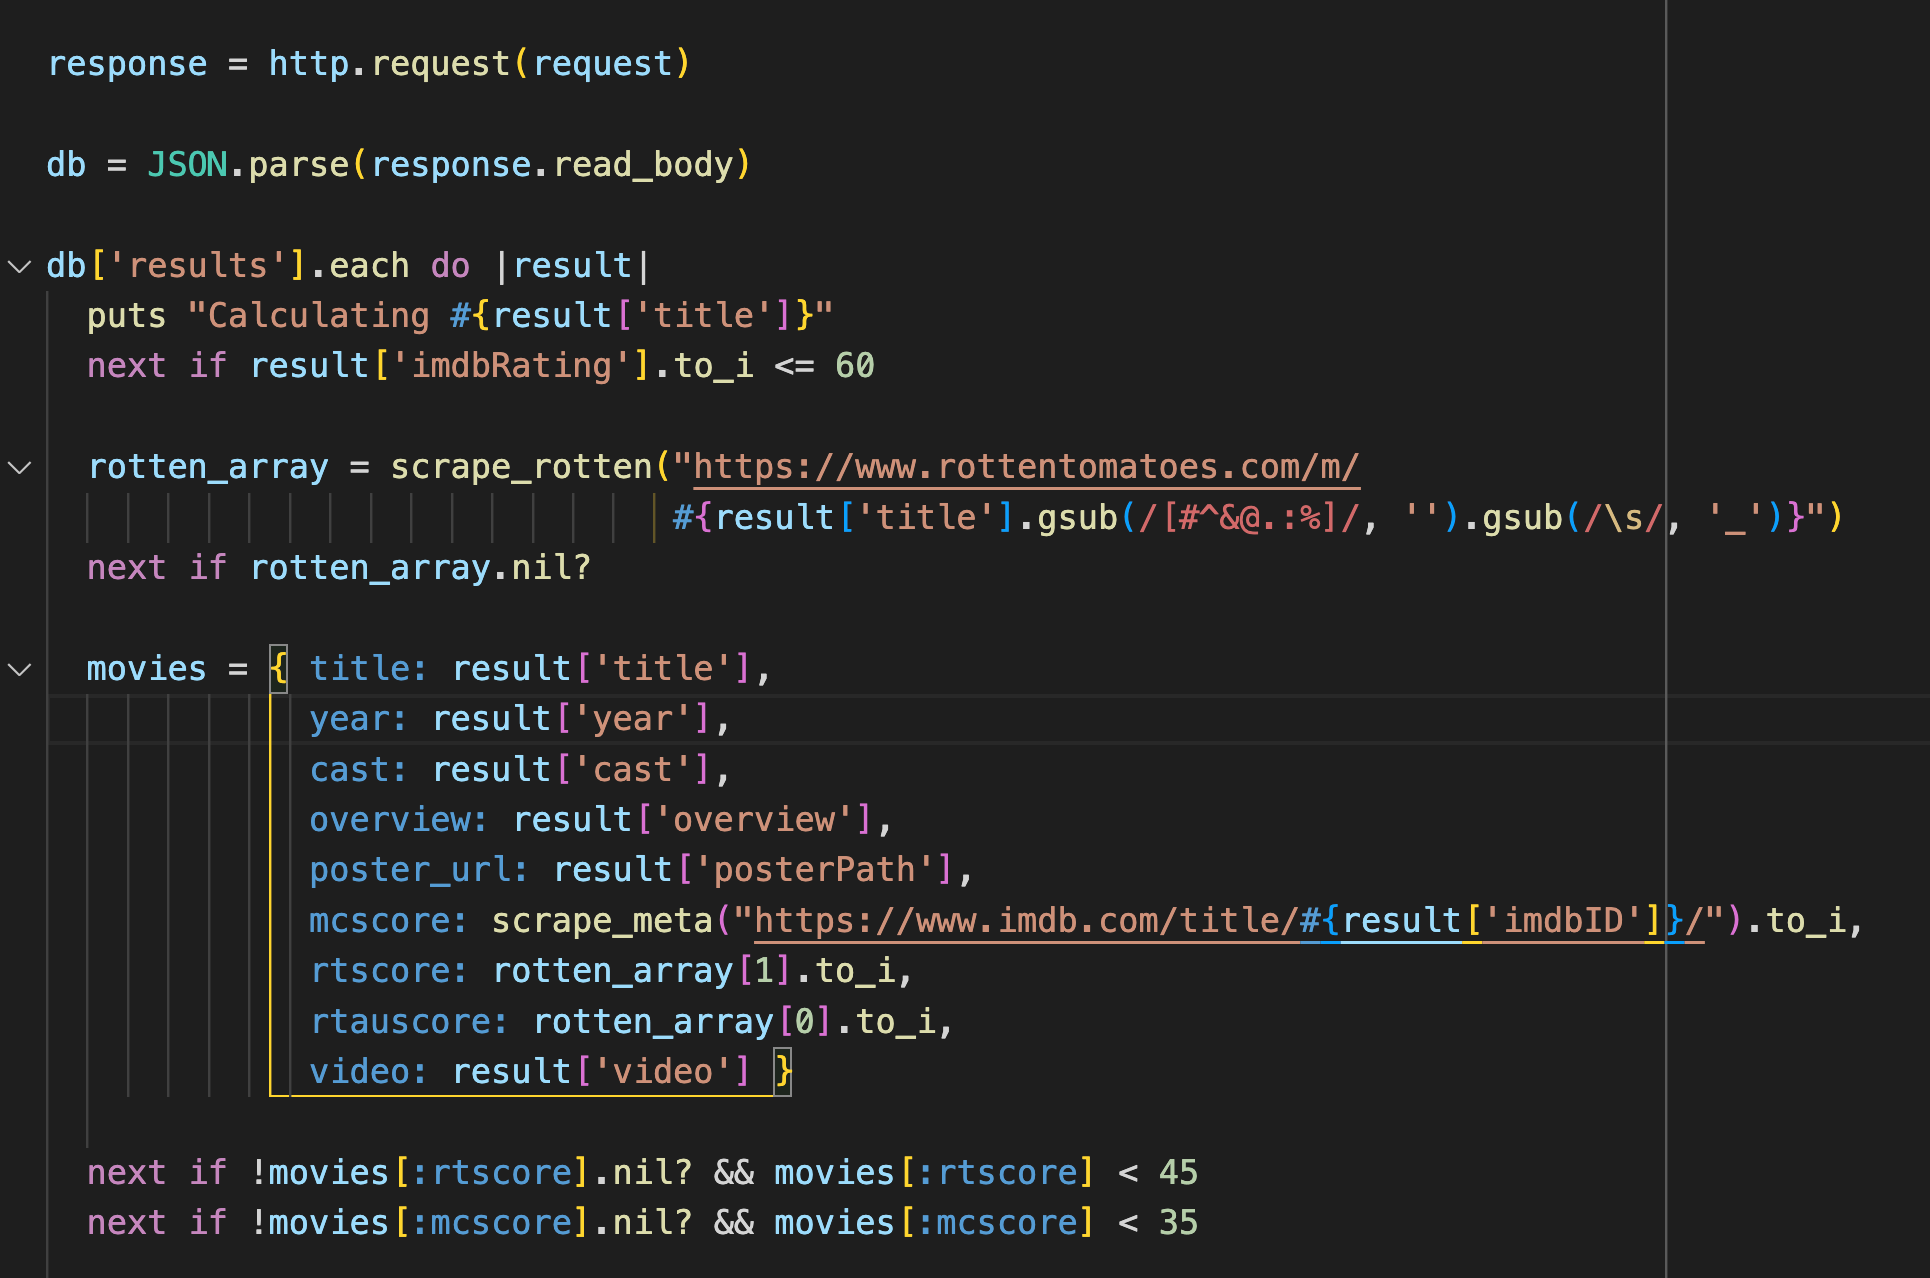 response = http.request(request)
db = JSON.parse(response.read_body)
db['results'].each do |result|
puts "Calculating #{result['title']}"
next if result['imdbRating'].to_i <= 60
rotten_array = scrape_rotten("https://www.rottentomatoes.com/m/
#{result['title'].gsub(/[#^&@.:%]/, '').gsub(/\s/, '_')}")
next if rotten_array.nil?
movies = { title: result['title'],
year: result['year'],
cast: result['cast'],
overview: result['overview'],
poster_url: result['posterPath'],
mcscore: scrape_meta("https://www.imdb.com/title/#{result['imdbID']}/").to_i,
rtscore: rotten_array[1].to_i,
rtauscore: rotten_array[0].to_i,
video: result['video'] }
next if !movies[:rtscore].nil? && movies[:rtscore] < 45
next if !movies[:mcscore].nil? && movies[:mcscore] < 35